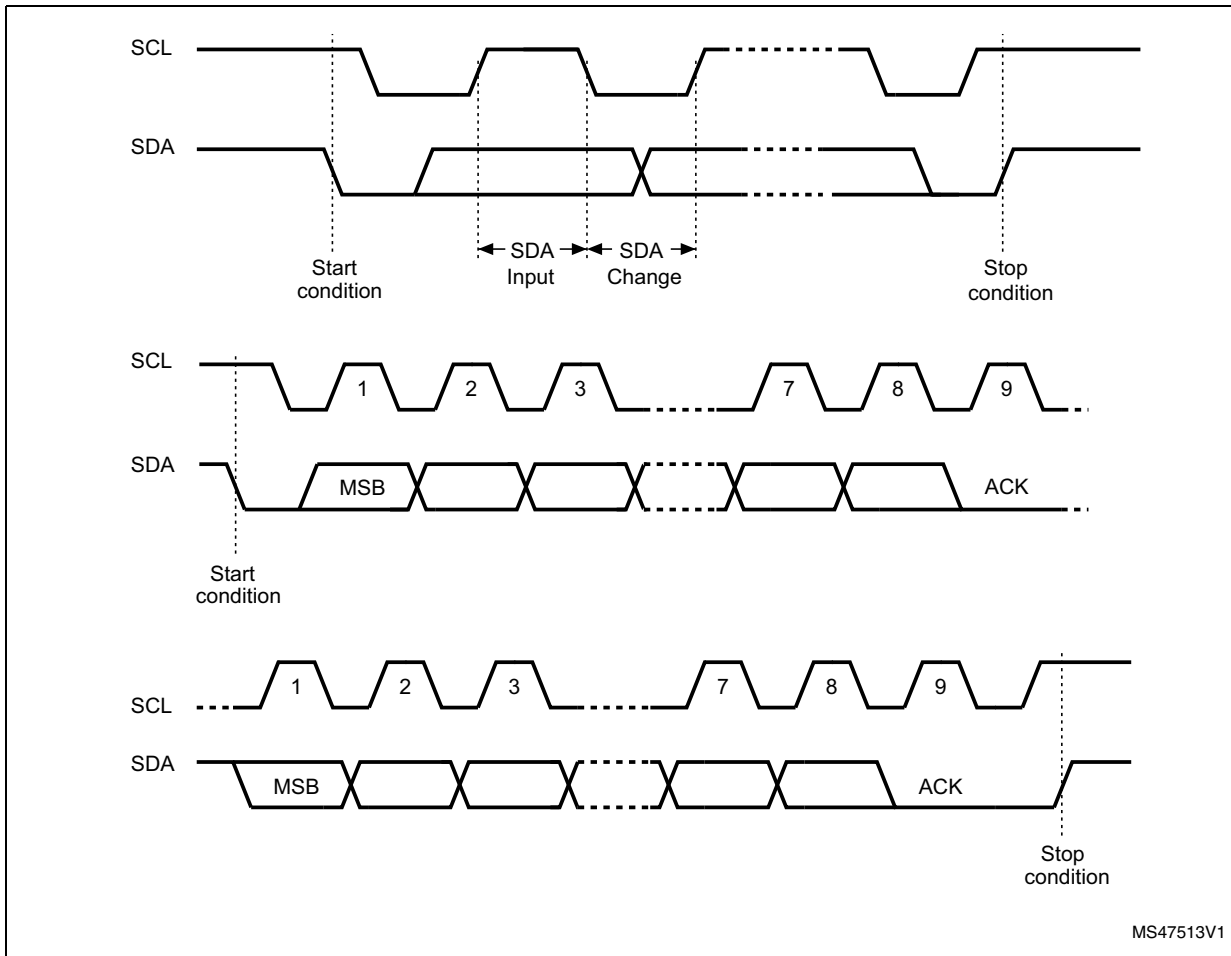 SCL
SDA
SDA
Input
SDA
Change
Start
condition
Stop
condition
SCL
1
2
3
7
8
9
SDA
MSB
ACK
Start
condition
SCL
1
2
3
7
8
9
SDA
MSB
ACK
Stop
condition
MS47513V1